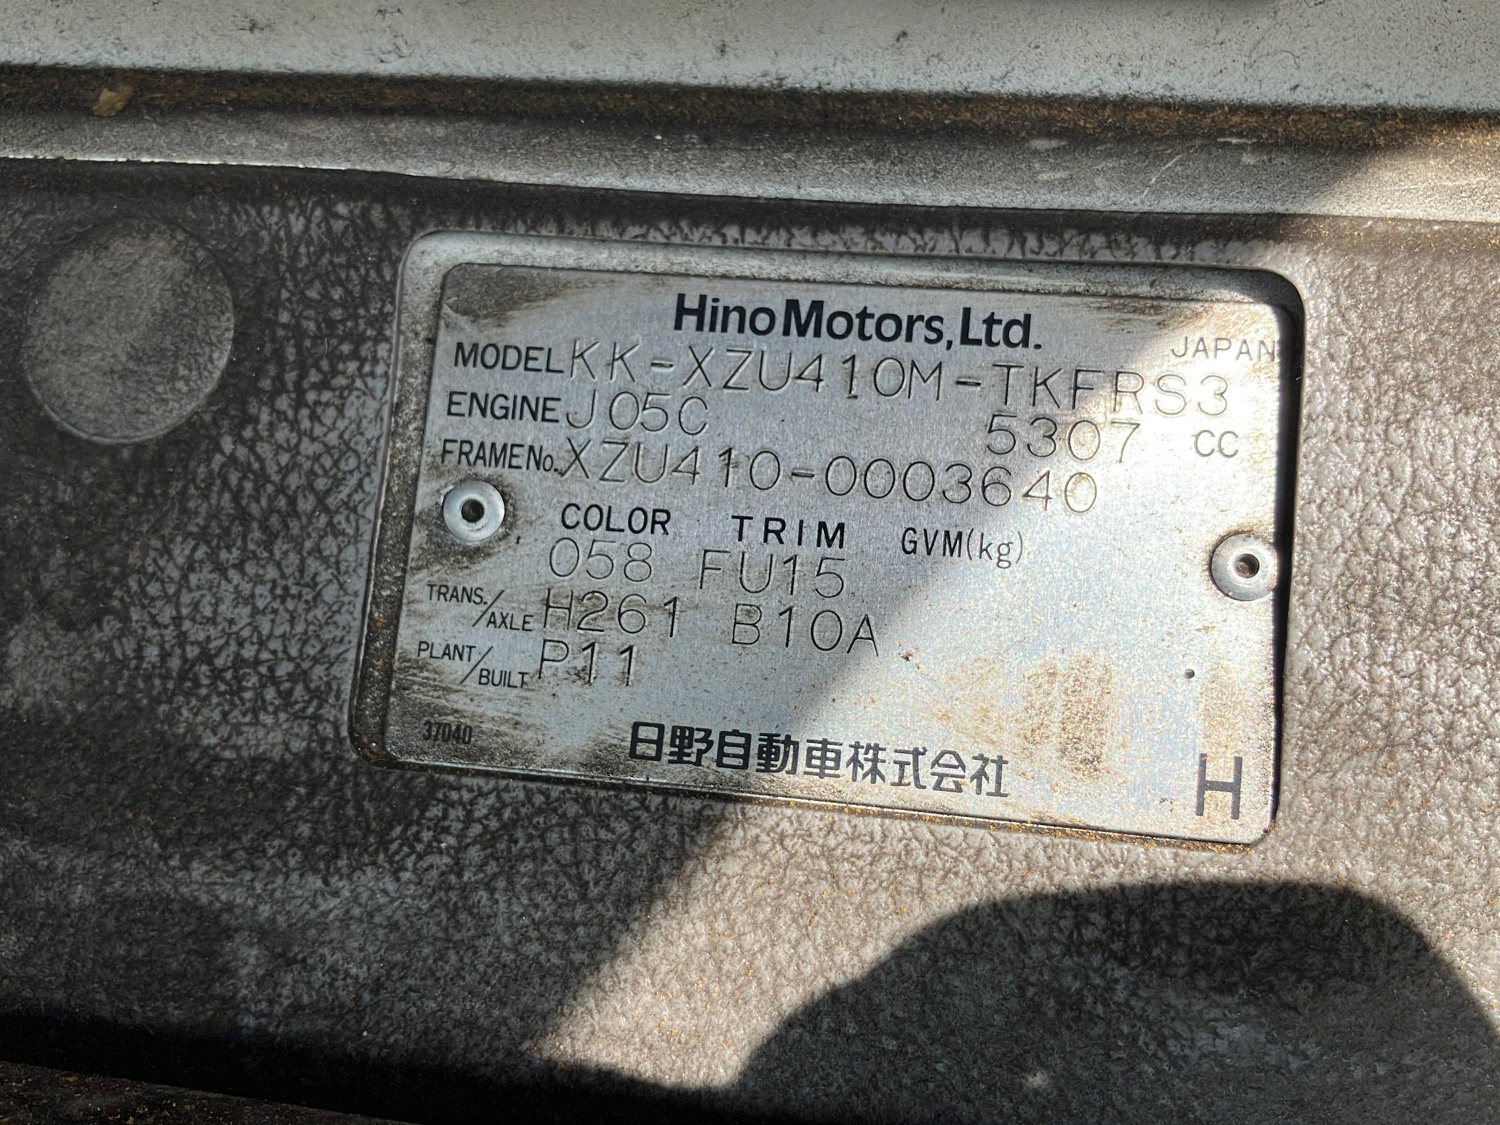 Hino Motors, Ltd.
JAPAN
MODEL KK-XZU410M-TKFRS3
ENGINE J05C 5307 CC
FRAME No. XZU410-0003640
COLOR TRIM GVM(kg)
058 FU15
TRANS./AXLE H261 B10A
PLANT/BUILT P11
37040
日野自動車株式会社
H